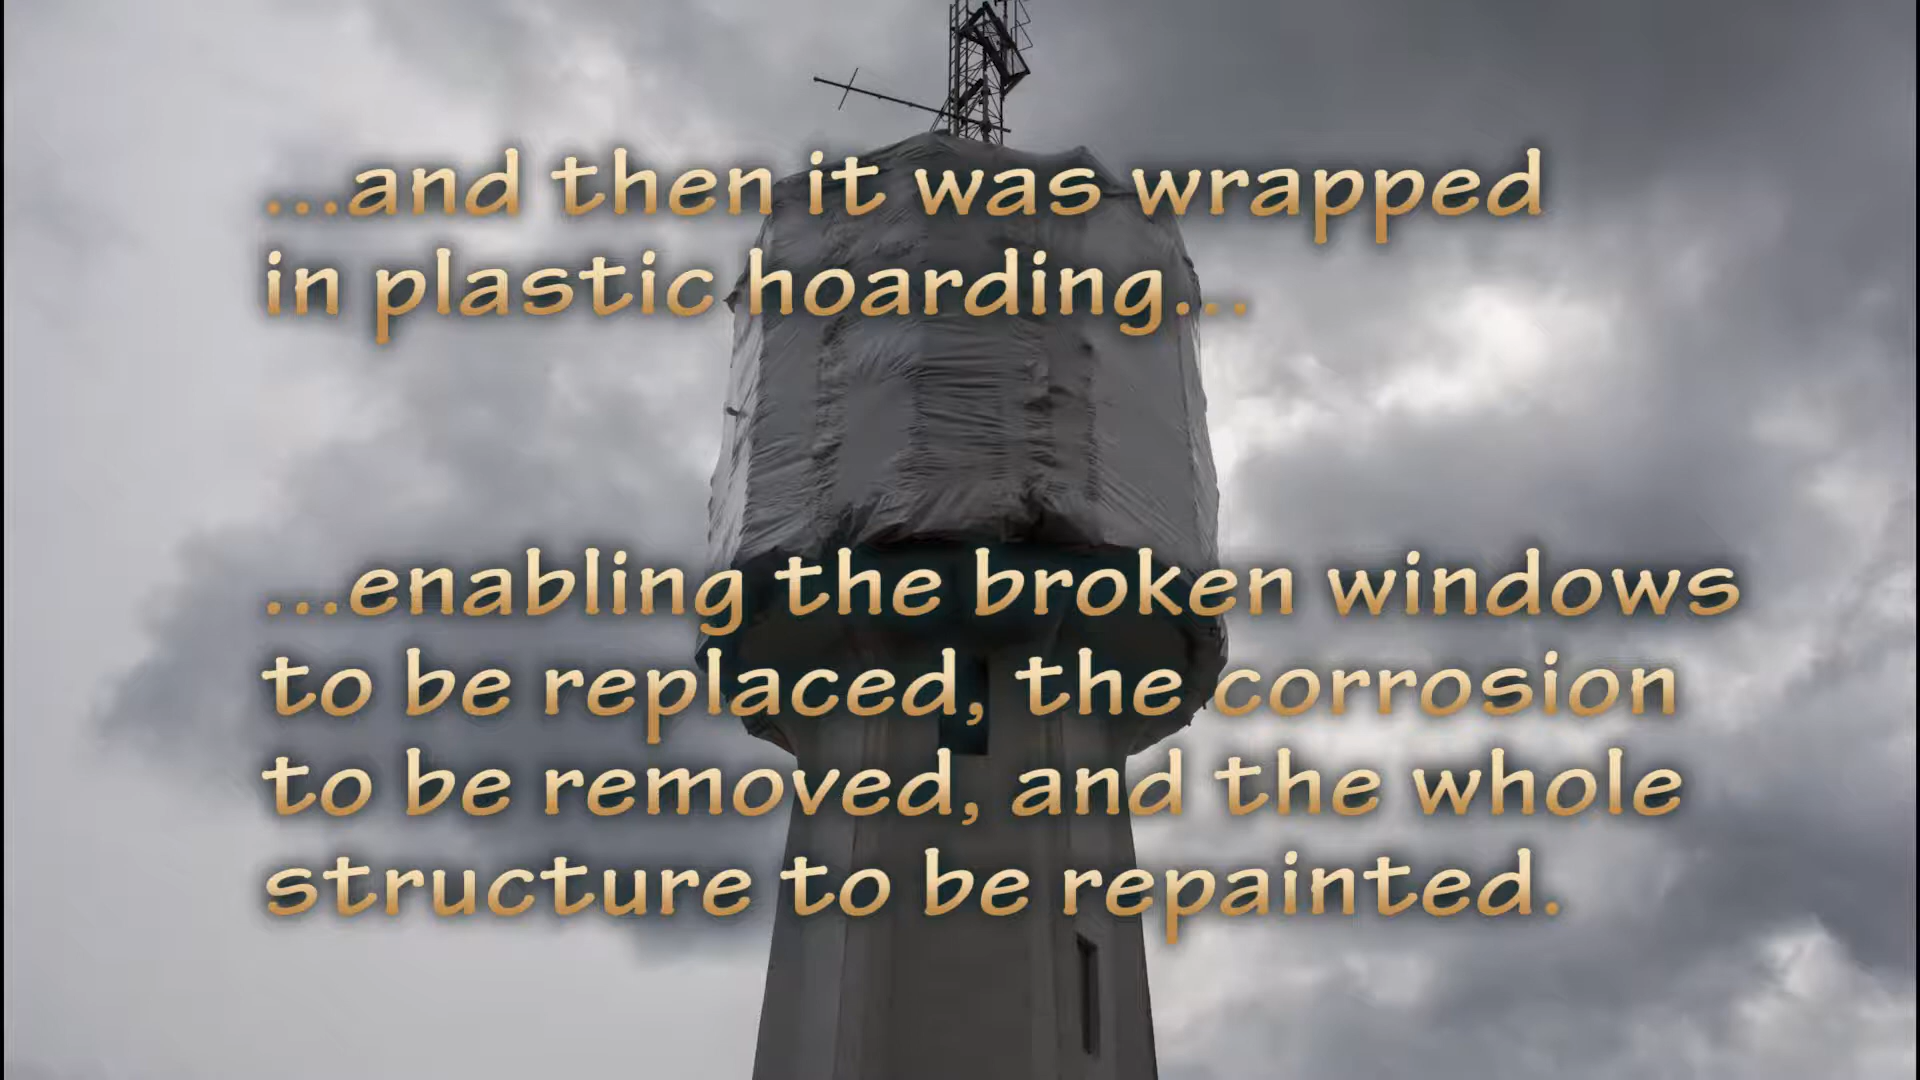 ...and then it was wrapped
in plastic hoarding...
...enabling the broken windows
to be replaced, the corrosion
to be removed, and the whole
structure to be repainted.